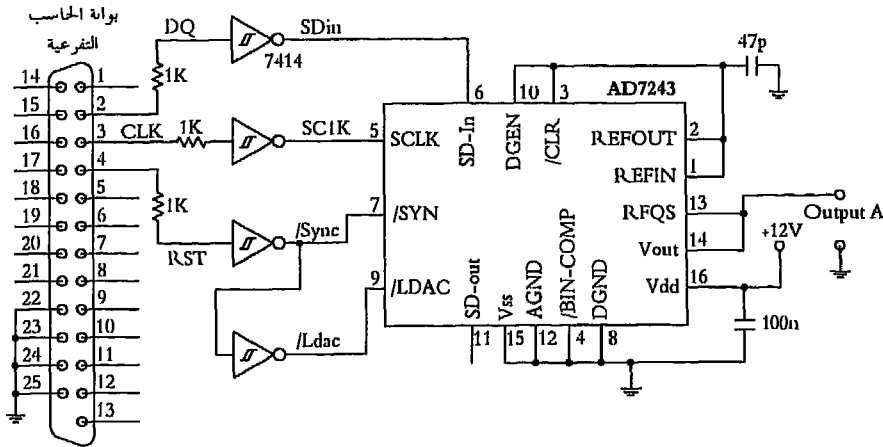 بوابة الحاسب
التفرعية
DQ
SDin
7414
1K
14
1
15
2
16
3
CLK
1K
SC1K
17
4
18
5
1K
19
6
20
7
RST
/Sync
21
8
22
9
23
10
/Ldac
24
11
25
12
13
47p
6
10
3
AD7243
SD-In
DGEN
/CLR
5
SCLK
REFOUT
2
REFIN
1
7
/SYN
RFQS
13
Output A
Vout
14
+12V
9
/LDAC
Vdd
16
SD-out
Vss
AGND
/BIN-COMP
DGND
11
15
12
4
8
100n